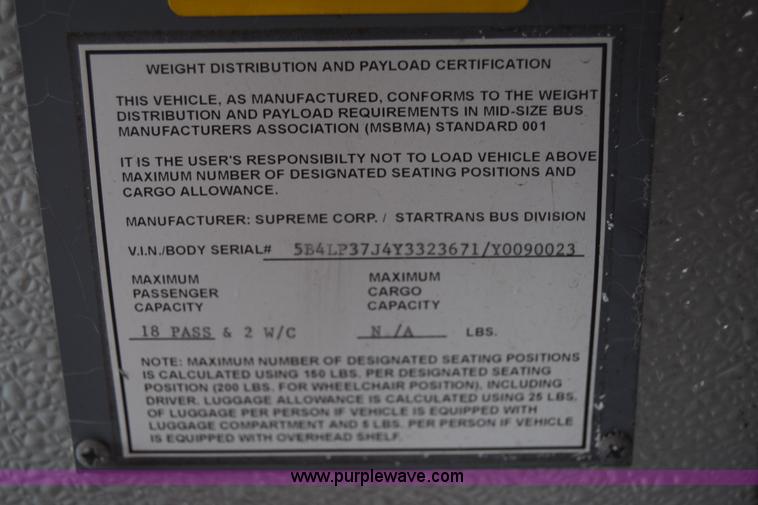 WEIGHT DISTRIBUTION AND PAYLOAD CERTIFICATION
THIS VEHICLE, AS MANUFACTURED, CONFORMS TO THE WEIGHT
DISTRIBUTION AND PAYLOAD REQUIREMENTS IN MID-SIZE BUS
MANUFACTURERS ASSOCIATION (MSBMA) STANDARD 001
IT IS THE USER'S RESPONSIBILTY NOT TO LOAD VEHICLE ABOVE
MAXIMUM NUMBER OF DESIGNATED SEATING POSITIONS AND
CARGO ALLOWANCE.
MANUFACTURER: SUPREME CORP. / STARTRANS BUS DIVISION
V.I.N./BODY SERIAL# 5B4LP37J4Y3323671/Y0090023
MAXIMUM PASSENGER CAPACITY
18 PASS & 2 W/C
MAXIMUM CARGO CAPACITY
N./A LBS.
NOTE: MAXIMUM NUMBER OF DESIGNATED SEATING POSITIONS
IS CALCULATED USING 150 LBS. PER DESIGNATED SEATING
POSITION (200 LBS. FOR WHEELCHAIR POSITION), INCLUDING
DRIVER. LUGGAGE ALLOWANCE IS CALCULATED USING 25 LBS.
OF LUGGAGE PER PERSON IF VEHICLE IS EQUIPPED WITH
LUGGAGE COMPARTMENT AND 5 LBS. PER PERSON IF VEHICLE
IS EQUIPPED WITH OVERHEAD SHELF.
www.purplewave.com